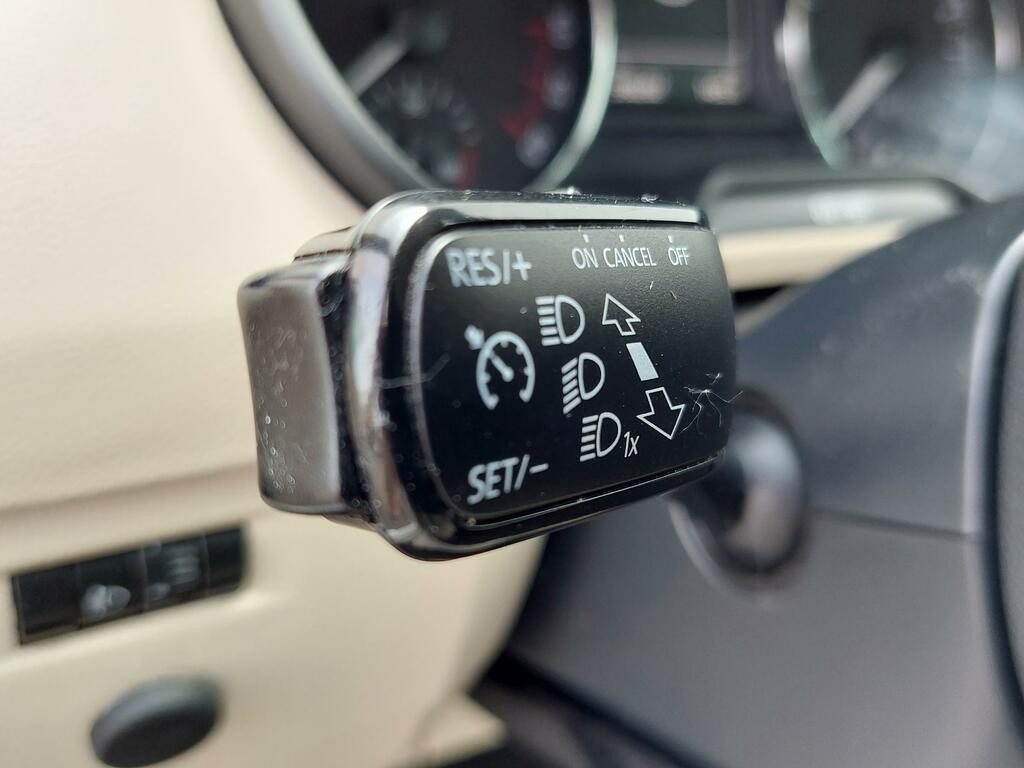 RES/+
ON CANCEL OFF
1x
SET/-